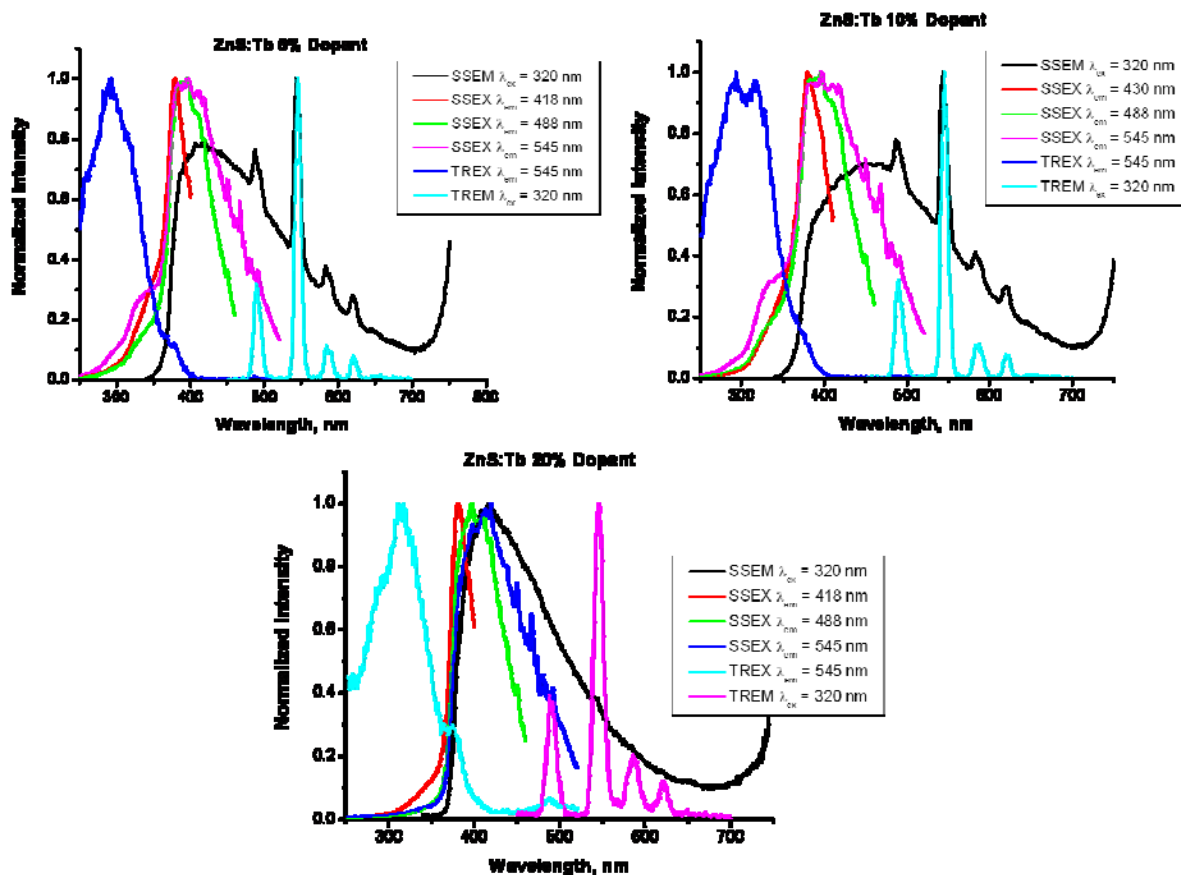 ZnS:Tb Dopant
SSEM λex = 320 nm
SSEX λem = 418 nm
SSEX λem = 488 nm
SSEX λem = 545 nm
TREX λem = 545 nm
TREM λex = 320 nm
Normalized Intensity
1.0
0.8
0.6
0.4
0.2
0.0
300 400 500 600 700 800
Wavelength, nm
ZnS:Tb 10% Dopant
SSEM λex = 320 nm
SSEX λem = 430 nm
SSEX λem = 488 nm
SSEX λem = 545 nm
TREX λem = 545 nm
TREM λex = 320 nm
Normalized Intensity
1.0
0.8
0.6
0.4
0.2
0.0
300 400 500 600 700
Wavelength, nm
ZnS:Tb 20% Dopant
SSEM λex = 320 nm
SSEX λem = 418 nm
SSEX λem = 488 nm
SSEX λem = 545 nm
TREX λem = 545 nm
TREM λex = 320 nm
Normalized Intensity
1.0
0.8
0.6
0.4
0.2
0.0
300 400 500 600 700
Wavelength, nm